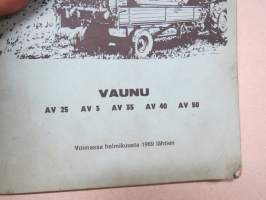 VAUNU
AV 25 AV 3 AV 35 AV 40 AV 50
Voimassa helmikuusta 1969 lähtien